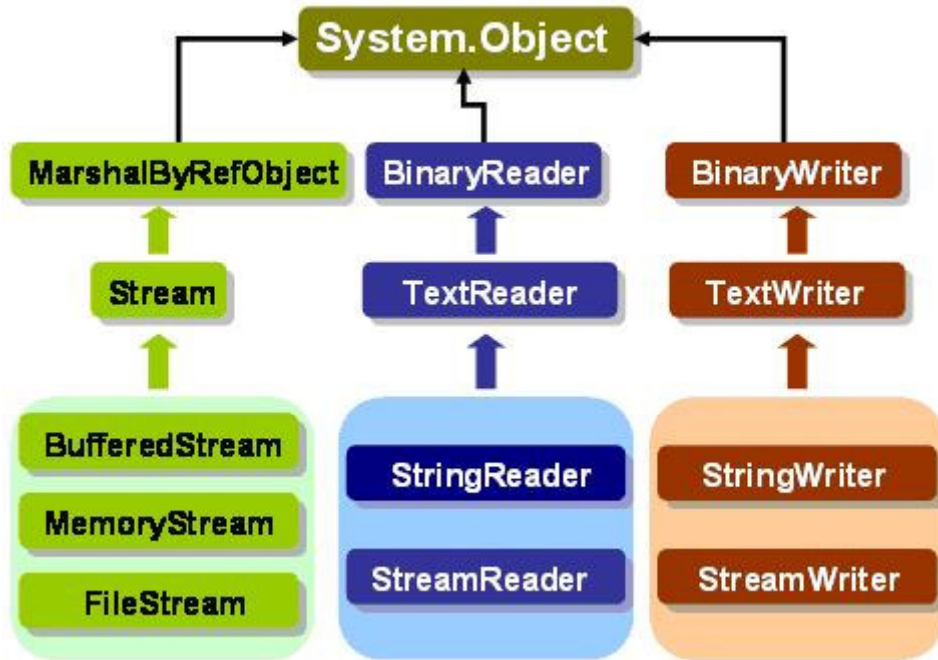 System.Object
MarshalByRefObject
BinaryReader
BinaryWriter
Stream
TextReader
TextWriter
BufferedStream
MemoryStream
FileStream
StringReader
StreamReader
StringWriter
StreamWriter